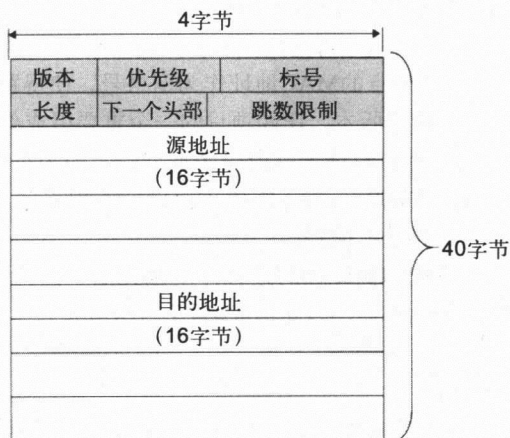 4字节
版本 优先级 标号
长度 下一个头部 跳数限制
源地址
(16字节)
40字节
目的地址
(16字节)